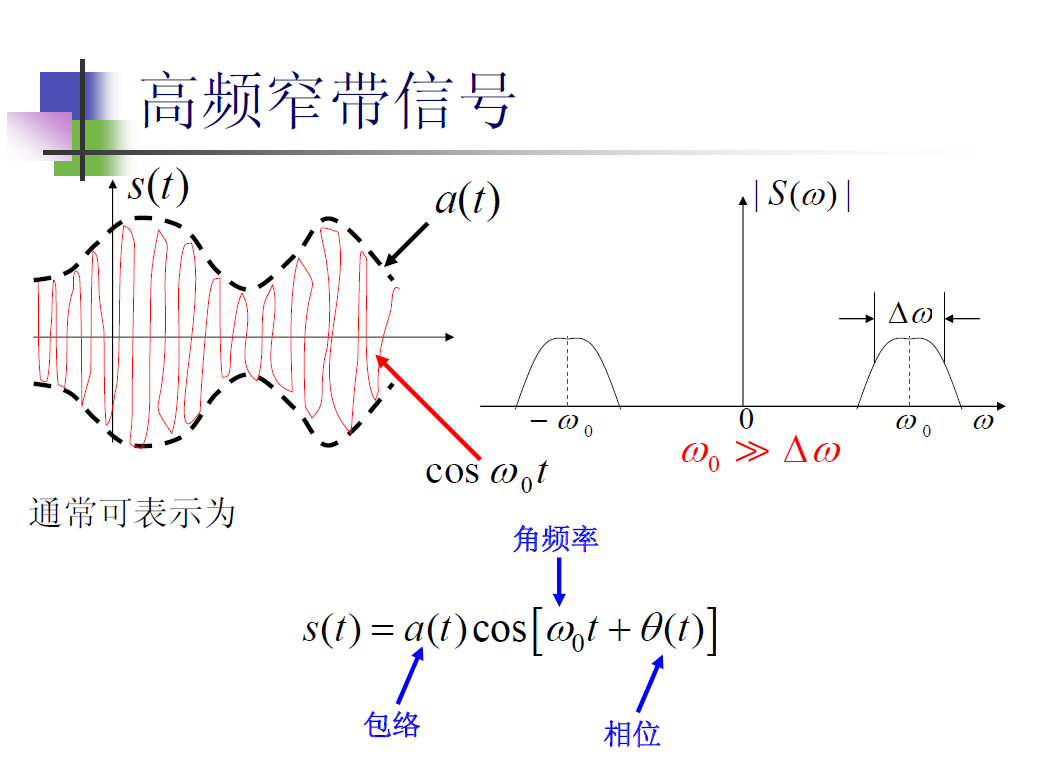 高频窄带信号
s(t)
a(t)
| S(ω) |
Δω
− ω₀
0
ω₀
ω
ω₀ ≫ Δω
cos ω₀t
通常可表示为
角频率
s(t) = a(t)cos[ω₀t + θ(t)]
包络
相位